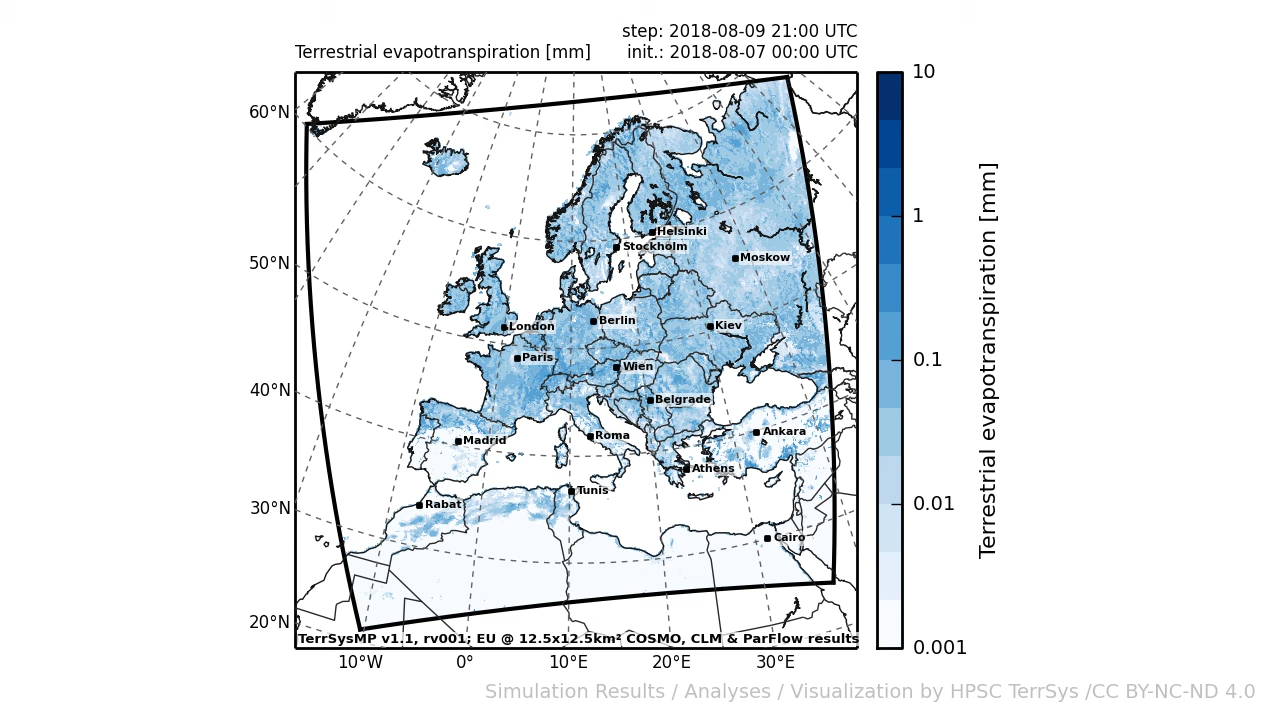 step: 2018-08-09 21:00 UTC
Terrestrial evapotranspiration [mm] init.: 2018-08-07 00:00 UTC
10
60°N
1
Helsinki
Stockholm
Moskow
50°N
London
Berlin
Kiev
Paris
0.1
Wien
40°N
Belgrade
Ankara
Madrid
Roma
Athens
Tunis
Rabat
0.01
30°N
Cairo
Terrestrial evapotranspiration [mm]
20°N
TerrSysMP v1.1, rv001; EU @ 12.5x12.5km² COSMO, CLM & ParFlow results
0.001
10°W 0° 10°E 20°E 30°E
Simulation Results / Analyses / Visualization by HPSC TerrSys /CC BY-NC-ND 4.0